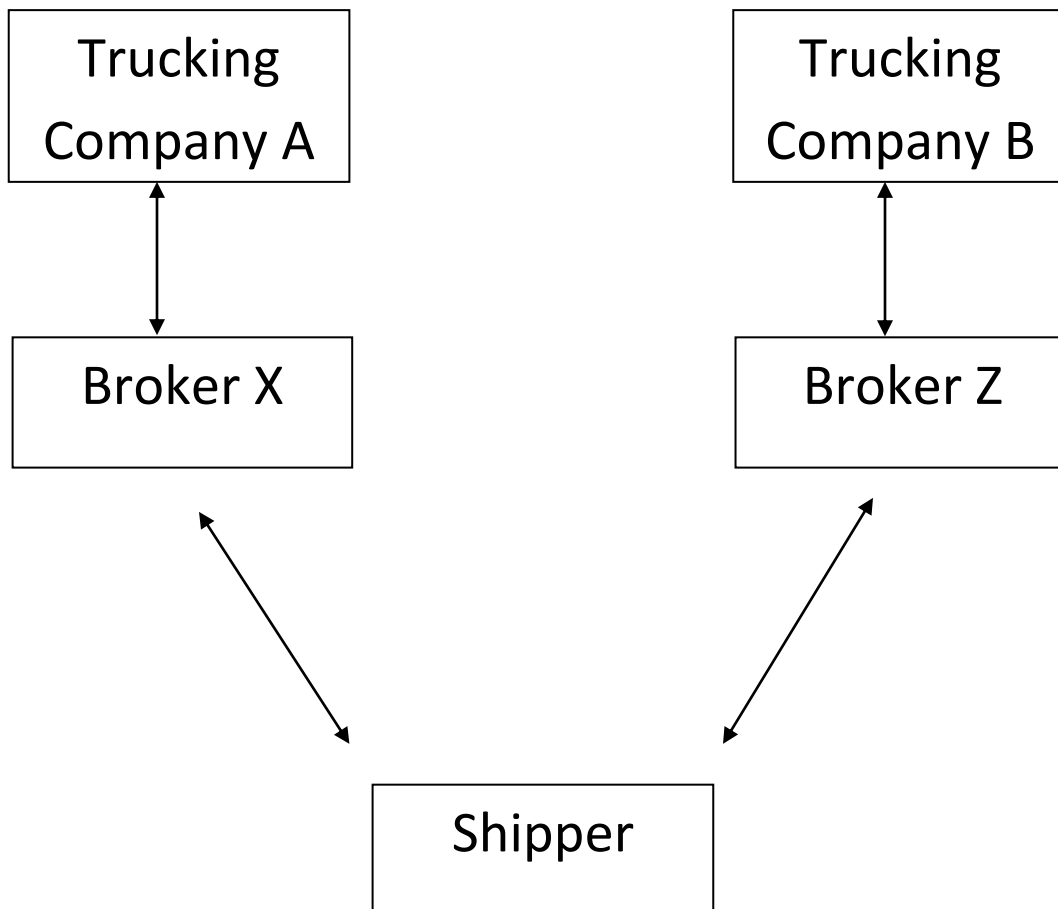 Trucking
Company A
Trucking
Company B
Broker X
Broker Z
Shipper